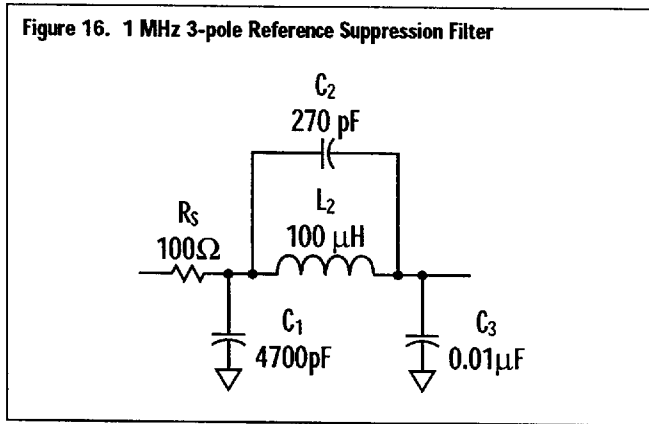 Figure 16. 1 MHz 3-pole Reference Suppression Filter
C2
270 pF
L2
100 μH
RS
100Ω
C1
4700pF
C3
0.01μF